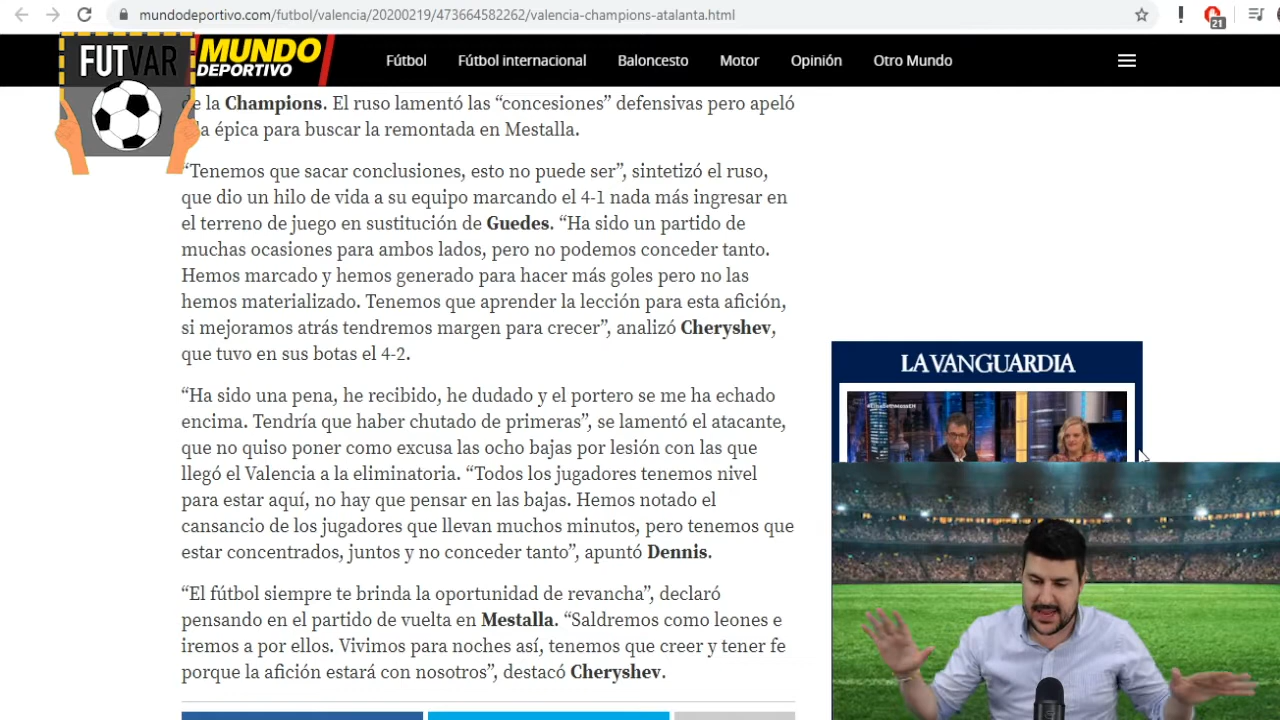 mundodeportivo.com/futbol/valencia/20200219/473664582262/valencia-champions-atalanta.html
21
FUTVAR
MUNDO
DEPORTIVO
Fútbol
Fútbol internacional
Baloncesto
Motor
Opinión
Otro Mundo
de la Champions. El ruso lamentó las “concesiones” defensivas pero apeló
la épica para buscar la remontada en Mestalla.
“Tenemos que sacar conclusiones, esto no puede ser”, sintetizó el ruso,
que dio un hilo de vida a su equipo marcando el 4-1 nada más ingresar en
el terreno de juego en sustitución de Guedes. “Ha sido un partido de
muchas ocasiones para ambos lados, pero no podemos conceder tanto.
Hemos marcado y hemos generado para hacer más goles pero no las
hemos materializado. Tenemos que aprender la lección para esta afición,
si mejoramos atrás tendremos margen para crecer”, analizó Cheryshev,
que tuvo en sus botas el 4-2.
“Ha sido una pena, he recibido, he dudado y el portero se me ha echado
encima. Tendría que haber chutado de primeras”, se lamentó el atacante,
que no quiso poner como excusa las ocho bajas por lesión con las que
llegó el Valencia a la eliminatoria. “Todos los jugadores tenemos nivel
para estar aquí, no hay que pensar en las bajas. Hemos notado el
cansancio de los jugadores que llevan muchos minutos, pero tenemos que
estar concentrados, juntos y no conceder tanto”, apuntó Dennis.
“El fútbol siempre te brinda la oportunidad de revancha”, declaró
pensando en el partido de vuelta en Mestalla. “Saldremos como leones e
iremos a por ellos. Vivimos para noches así, tenemos que creer y tener fe
porque la afición estará con nosotros”, destacó Cheryshev.
LA VANGUARDIA